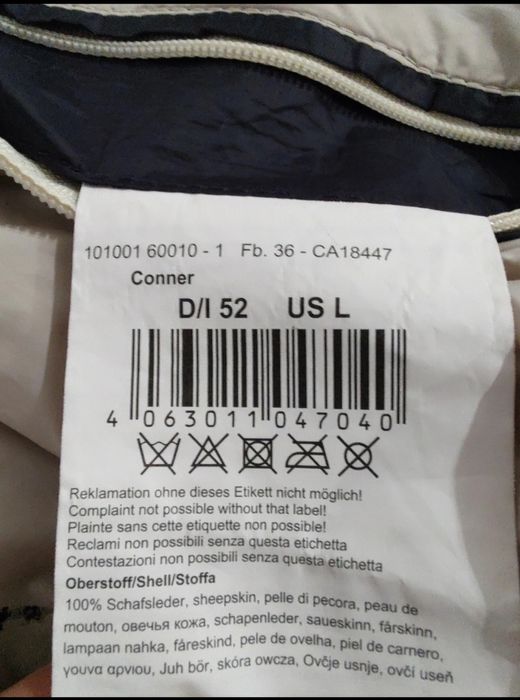 101001 60010 - 1 Fb. 36 - CA18447
Conner
D/I 52 US L
4 063011 047040
Reklamation ohne dieses Etikett nicht möglich!
Complaint not possible without that label!
Plainte sans cette etiquette non possible!
Reclami non possibili senza questa etichetta
Contestazioni non possibili senza questa etichetta
Oberstoff/Shell/Stoffa
100% Schafsleder, sheepskin, pelle di pecora, peau de
mouton, овечья кожа, schapenleder, saueskinn, fårskinn,
lampaan nahka, fåreskind, pele de ovelha, piel de carnero,
γουνα αρνιου, Juh bőr, skóra owcza, Ovčje usnje, ovčí useň